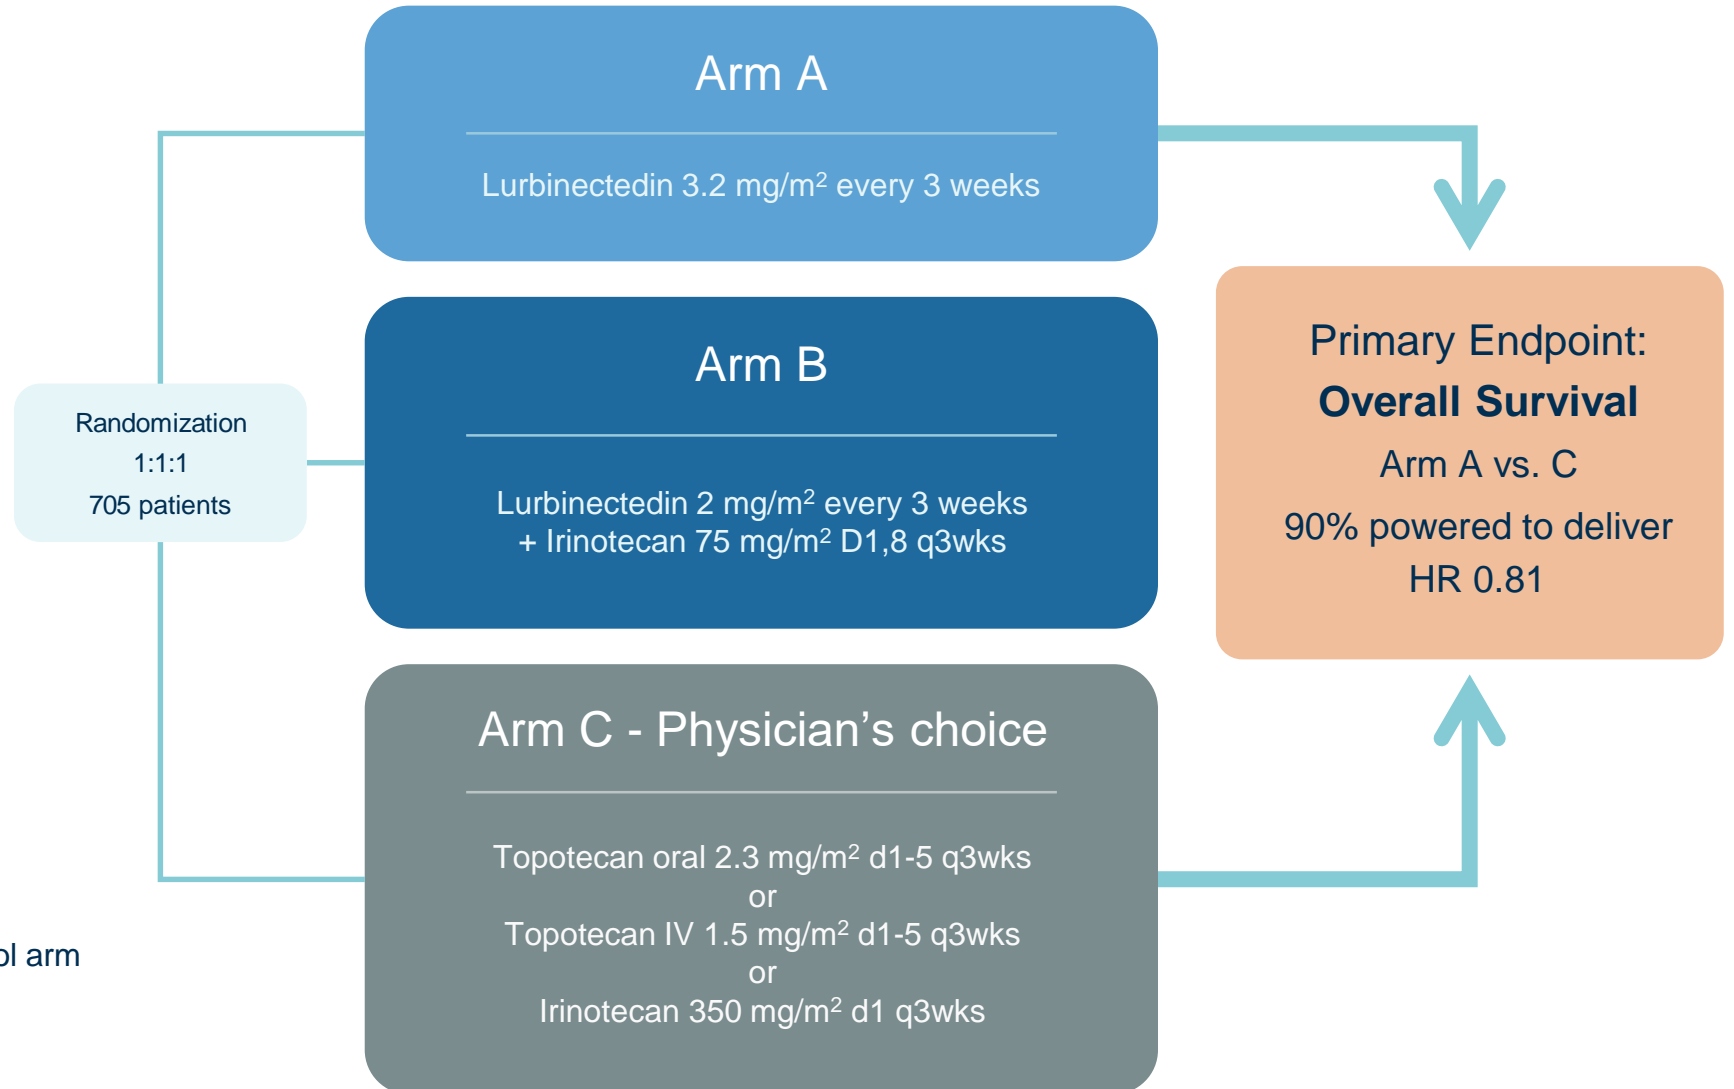 Arm A
Lurbinectedin 3.2 mg/m² every 3 weeks
Arm B
Lurbinectedin 2 mg/m² every 3 weeks
+ Irinotecan 75 mg/m² D1,8 q3wks
Randomization
1:1:1
705 patients
Arm C - Physician’s choice
Topotecan oral 2.3 mg/m² d1-5 q3wks
or
Topotecan IV 1.5 mg/m² d1-5 q3wks
or
Irinotecan 350 mg/m² d1 q3wks
Primary Endpoint:
Overall Survival
Arm A vs. C
90% powered to deliver
HR 0.81
ol arm